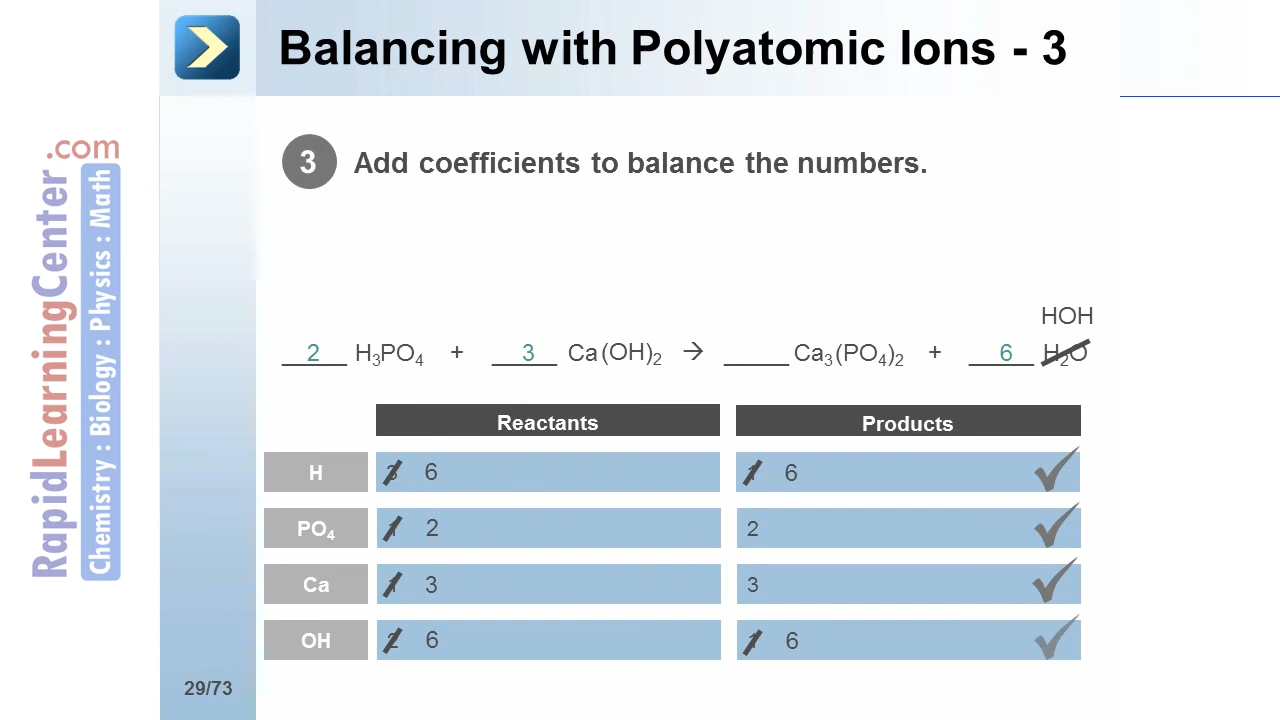 Balancing with Polyatomic Ions - 3
RapidLearningCenter.com
Chemistry : Biology : Physics : Math
3 Add coefficients to balance the numbers.
HOH
2 H₃PO₄ + 3 Ca(OH)₂ → _____ Ca₃(PO₄)₂ + 6 H₂O
Reactants Products
H 3 6 1 6
PO₄ 1 2 2
Ca 1 3 3
OH 2 6 1 6
29/73